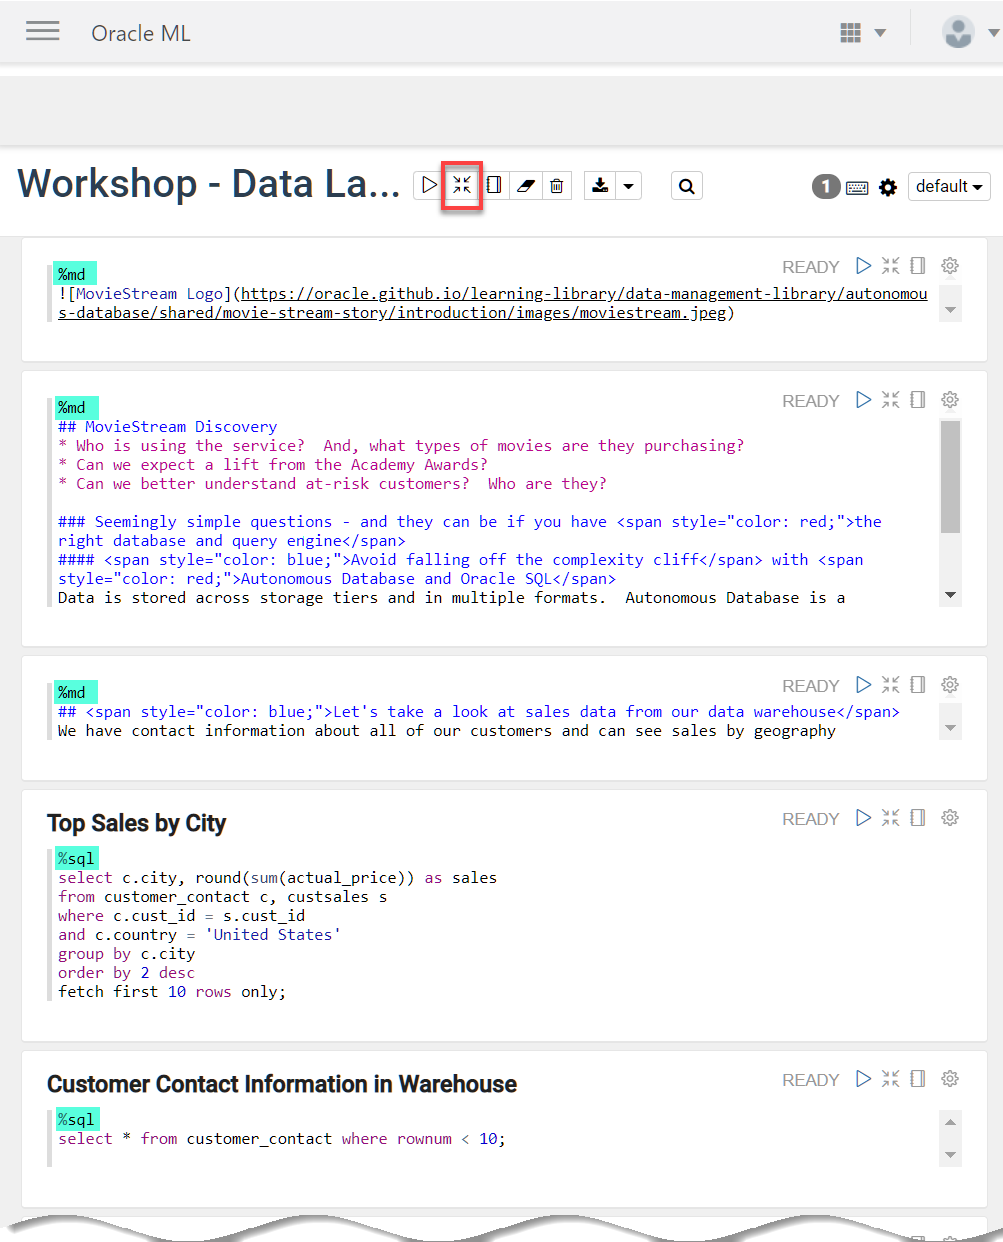 Oracle ML
Workshop - Data La...
1
default
READY
%md
![MovieStream Logo](https://oracle.github.io/learning-library/data-management-library/autonomou
s-database/shared/movie-stream-story/introduction/images/moviestream.jpeg)
READY
%md
## MovieStream Discovery
* Who is using the service?  And, what types of movies are they purchasing?
* Can we expect a lift from the Academy Awards?
* Can we better understand at-risk customers?  Who are they?
### Seemingly simple questions - and they can be if you have <span style="color: red;">the
right database and query engine</span>
#### <span style="color: blue;">Avoid falling off the complexity cliff</span> with <span
style="color: red;">Autonomous Database and Oracle SQL</span>
Data is stored across storage tiers and in multiple formats.  Autonomous Database is a
READY
%md
## <span style="color: blue;">Let's take a look at sales data from our data warehouse</span>
We have contact information about all of our customers and can see sales by geography
Top Sales by City
READY
%sql
select c.city, round(sum(actual_price)) as sales
from customer_contact c, custsales s
where c.cust_id = s.cust_id
and c.country = 'United States'
group by c.city
order by 2 desc
fetch first 10 rows only;
Customer Contact Information in Warehouse
READY
%sql
select * from customer_contact where rownum < 10;